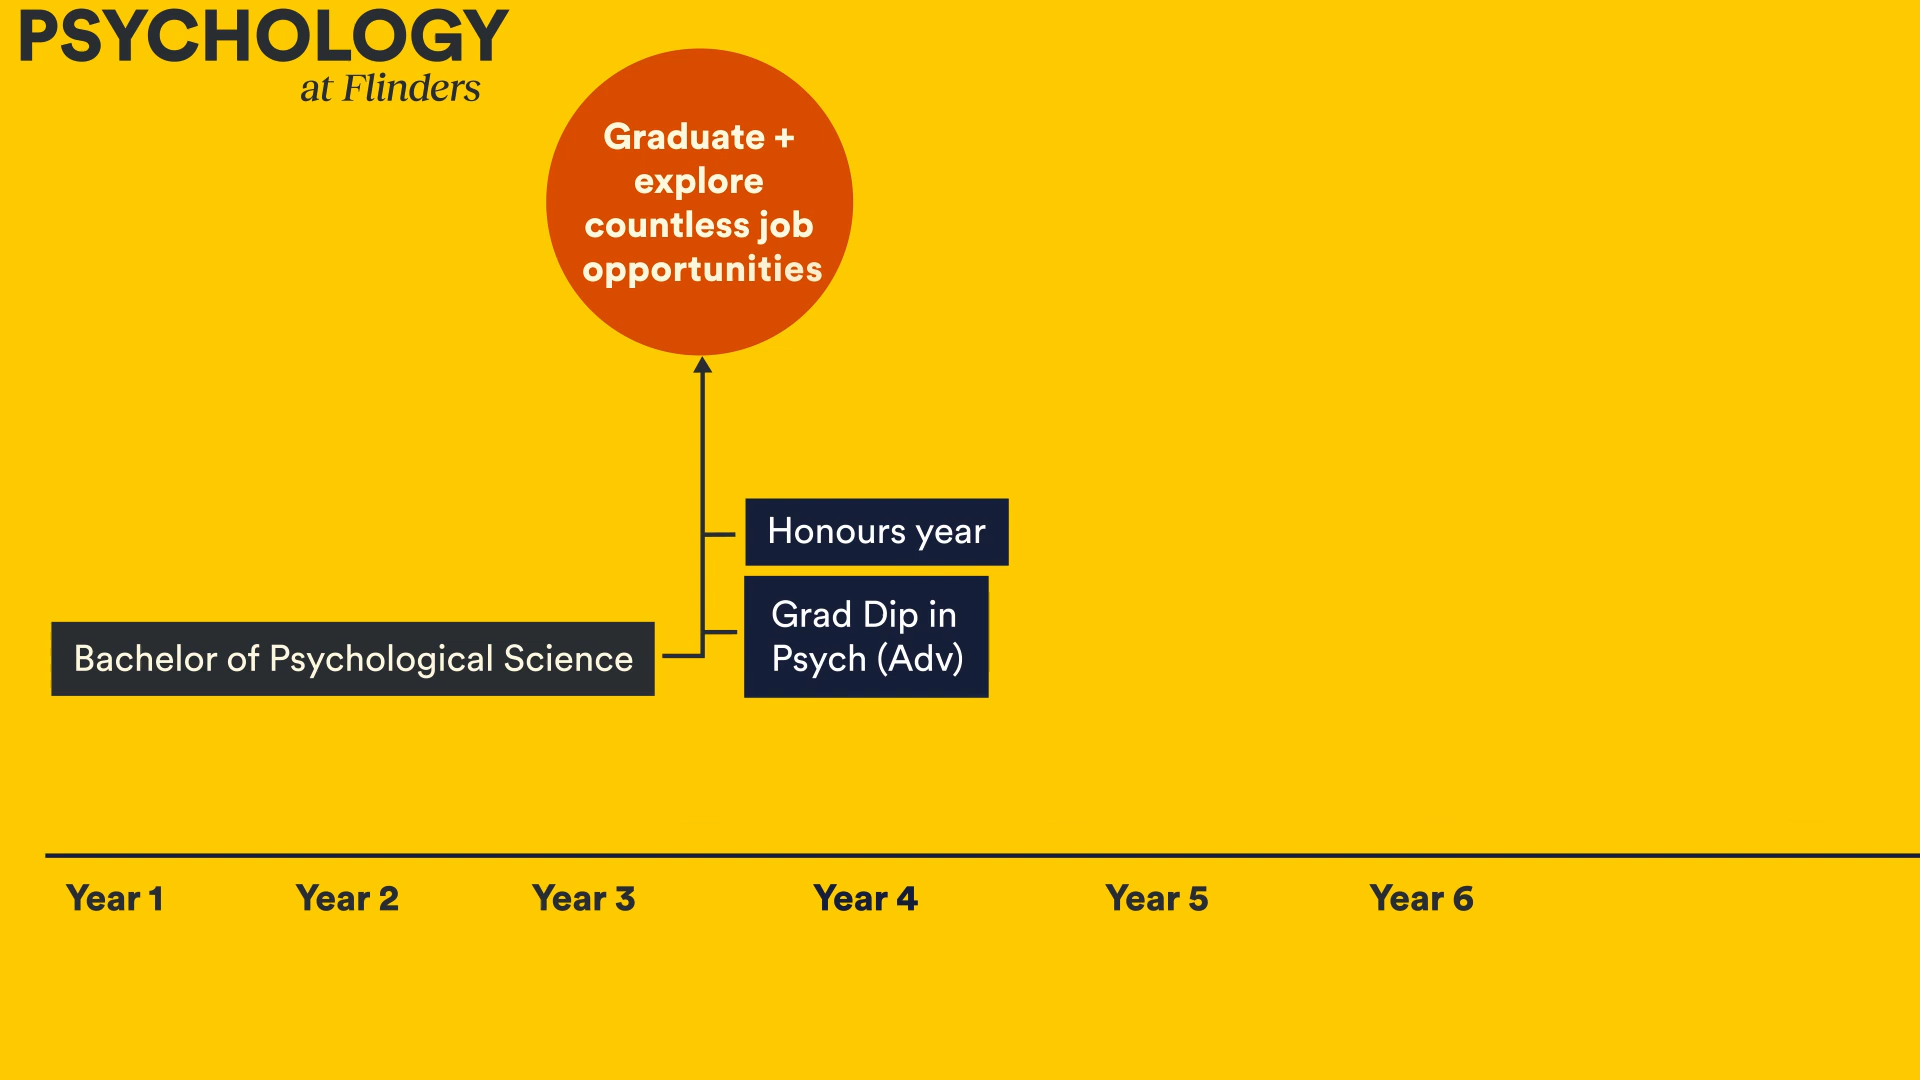 PSYCHOLOGY
at Flinders
Graduate +
explore
countless job
opportunities
Honours year
Grad Dip in
Psych (Adv)
Bachelor of Psychological Science
Year 1
Year 2
Year 3
Year 4
Year 5
Year 6